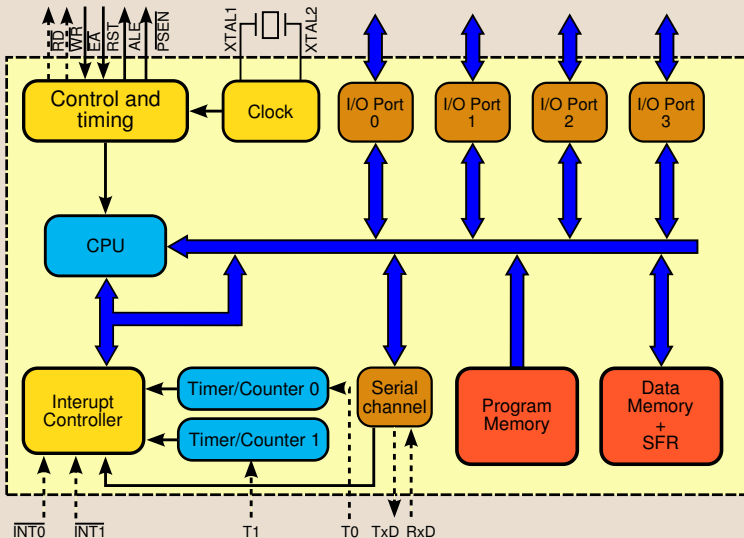 RD
WR
EA
RST
ALE
PSEN
XTAL1
XTAL2
Control and
timing
Clock
I/O Port
0
I/O Port
1
I/O Port
2
I/O Port
3
CPU
Interupt
Controller
Timer/Counter 0
Timer/Counter 1
Serial
channel
Program
Memory
Data
Memory
+
SFR
INT0
INT1
T1
T0
TxD
RxD